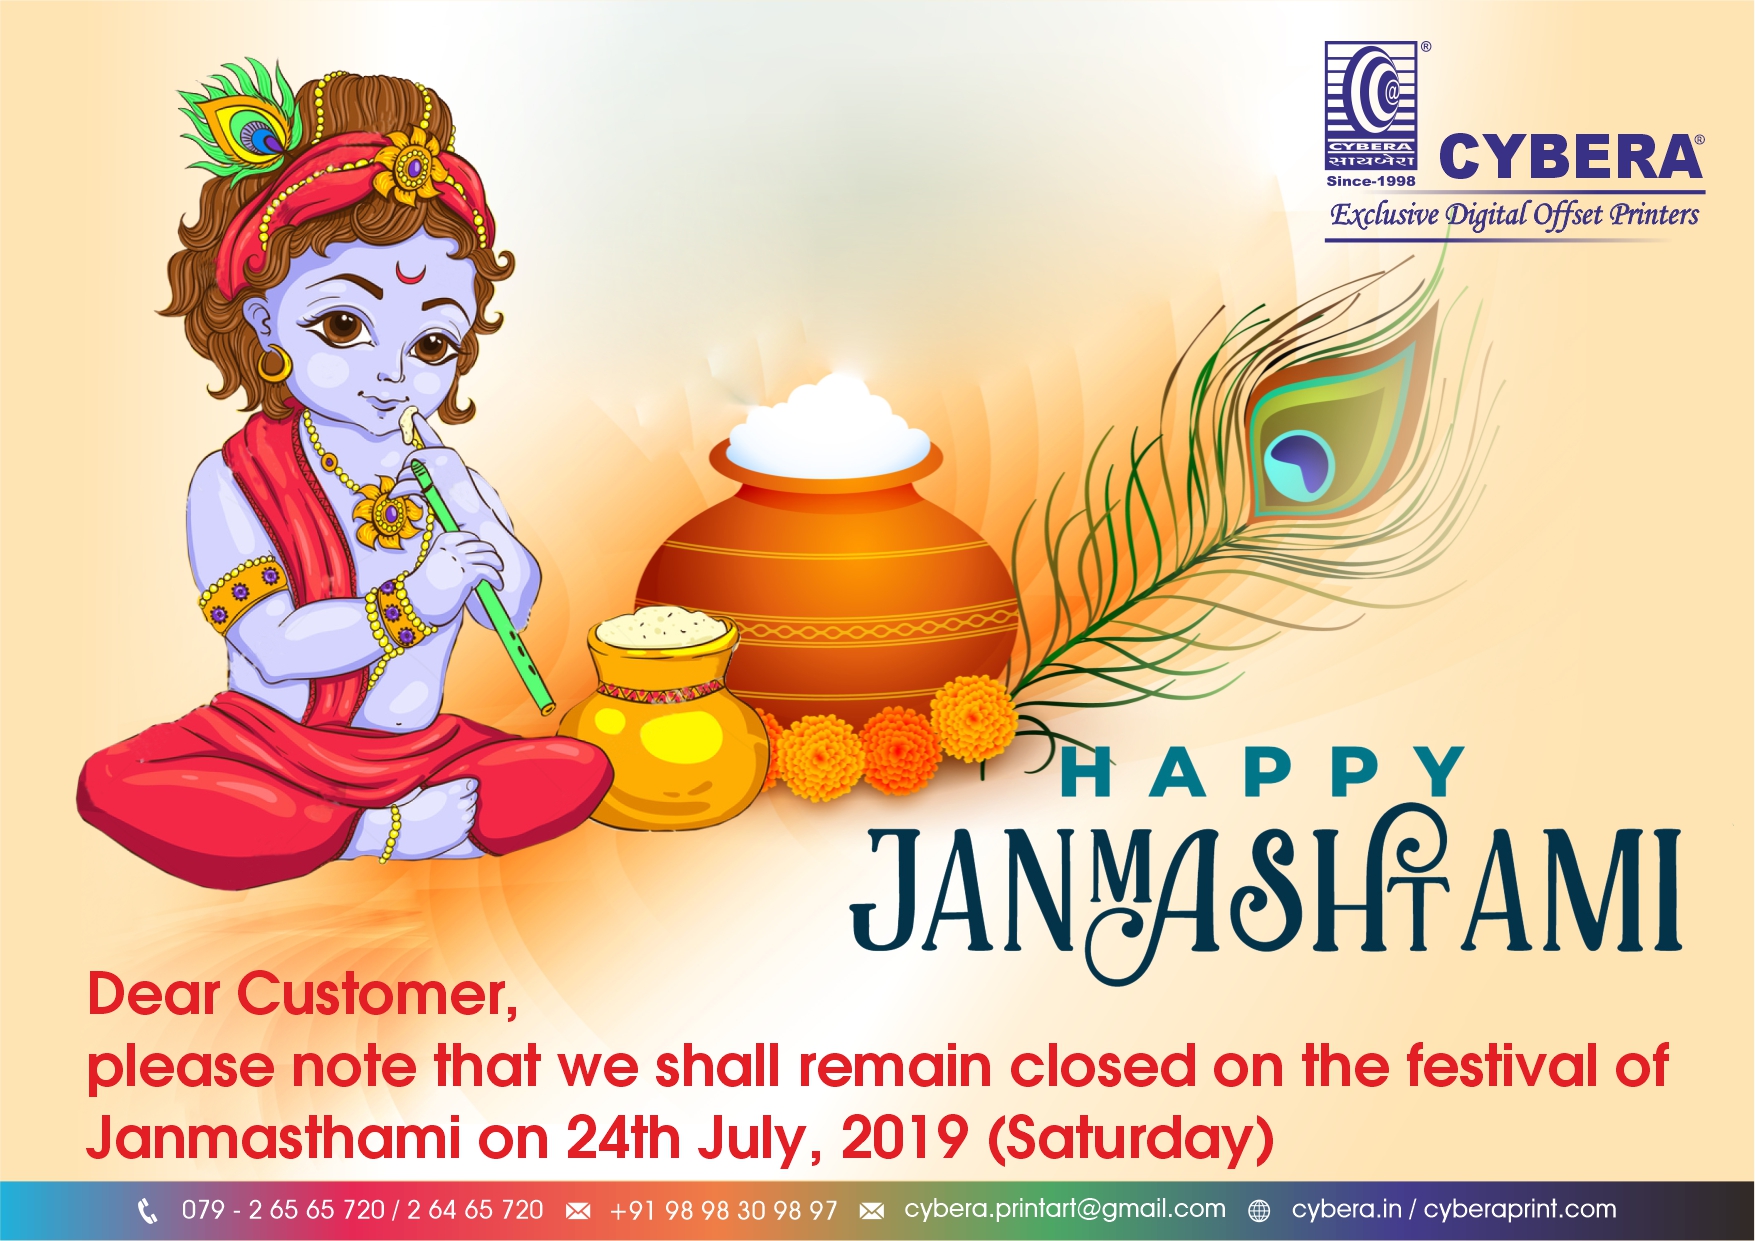 ®
CYBERA
સાયબેરા
Since-1998
CYBERA®
Exclusive Digital Offset Printers
HAPPY
JANMASHTAMI
Dear Customer,
please note that we shall remain closed on the festival of
Janmasthami on 24th July, 2019 (Saturday)
079 - 2 65 65 720 / 2 64 65 720 +91 98 98 30 98 97 cybera.printart@gmail.com cybera.in / cyberaprint.com